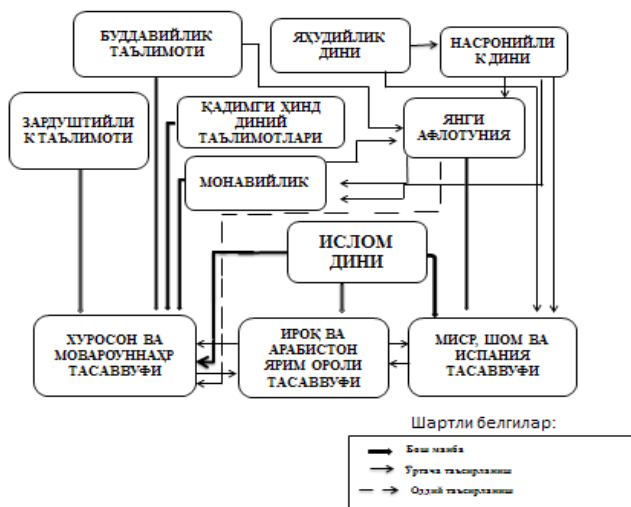 БУДДАВИЙЛИК
ТАЪЛИМОТИ
ЯҲУДИЙЛИК
ДИНИ
НАСРОНИЙЛИ
К ДИНИ
ЗАРДУШТИЙЛИ
К ТАЪЛИМОТИ
ҚАДИМГИ ҲИНД
ДИНИЙ
ТАЪЛИМОТЛАРИ
ЯНГИ
АФЛОТУНИЯ
МОНАВИЙЛИК
ИСЛОМ
ДИНИ
ХУРОСОН ВА
МОВАРОУННАҲР
ТАСАВВУФИ
ИРОҚ ВА
АРАБИСТОН
ЯРИМ ОРОЛИ
ТАСАВВУФИ
МИСР, ШОМ ВА
ИСПАНИЯ
ТАСАВВУФИ
Шартли белгилар:
Бош манба
Ўртача таъсирланиш
Оддий таъсирланиш